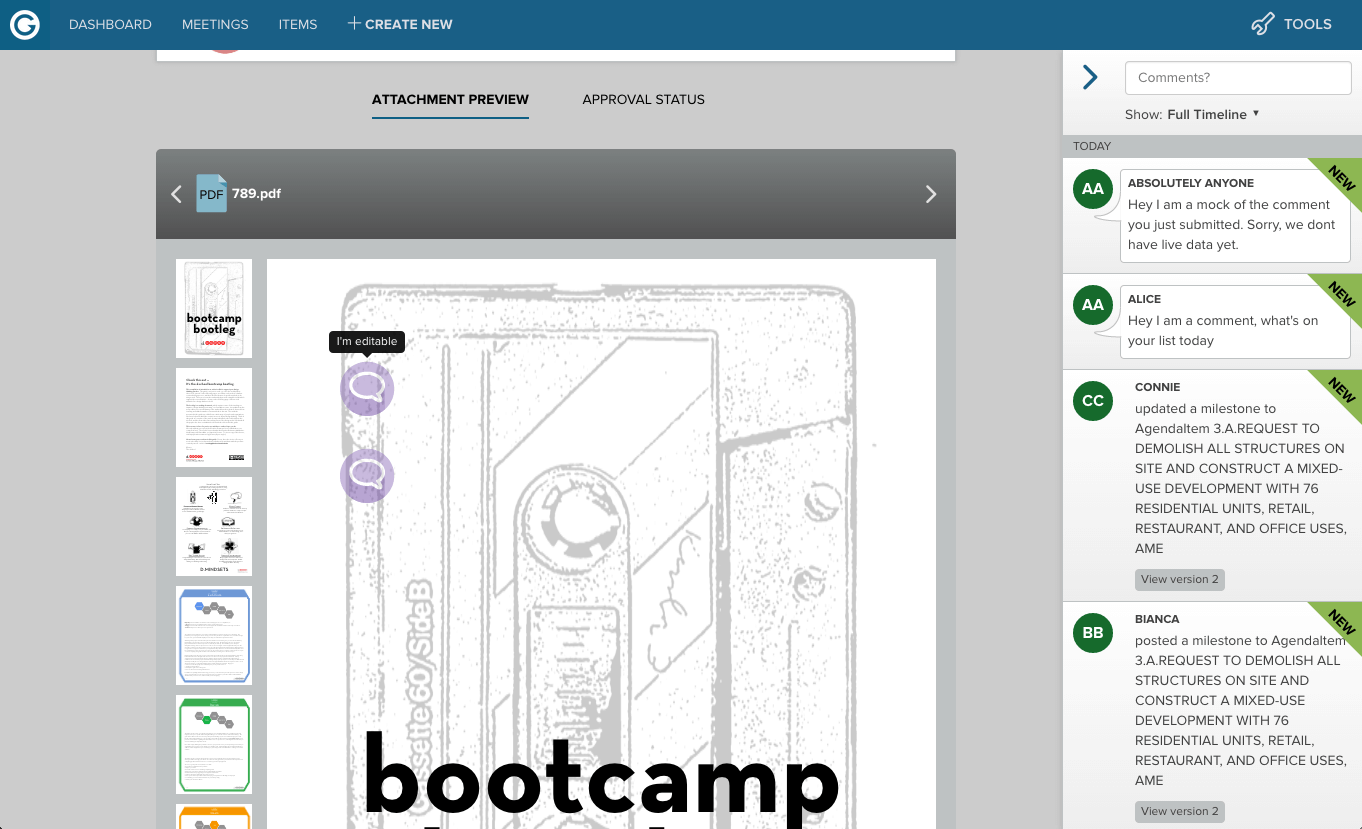 DASHBOARD
MEETINGS
ITEMS
CREATE NEW
TOOLS
ATTACHMENT PREVIEW
APPROVAL STATUS
PDF 789.pdf
bootcamp
bootleg
D.MINDSETS
I'm editable
bootcamp
Comments?
Show: Full Timeline
TODAY
AA
ABSOLUTELY ANYONE
NEW
Hey I am a mock of the comment
you just submitted. Sorry, we dont
have live data yet.
AA
ALICE
NEW
Hey I am a comment, what's on
your list today
CC
CONNIE
NEW
updated a milestone to
AgendaItem 3.A.REQUEST TO
DEMOLISH ALL STRUCTURES ON
SITE AND CONSTRUCT A MIXED-
USE DEVELOPMENT WITH 76
RESIDENTIAL UNITS, RETAIL,
RESTAURANT, AND OFFICE USES,
AME
View version 2
BB
BIANCA
NEW
posted a milestone to AgendaItem
3.A.REQUEST TO DEMOLISH ALL
STRUCTURES ON SITE AND
CONSTRUCT A MIXED-USE
DEVELOPMENT WITH 76
RESIDENTIAL UNITS, RETAIL,
RESTAURANT, AND OFFICE USES,
AME
View version 2